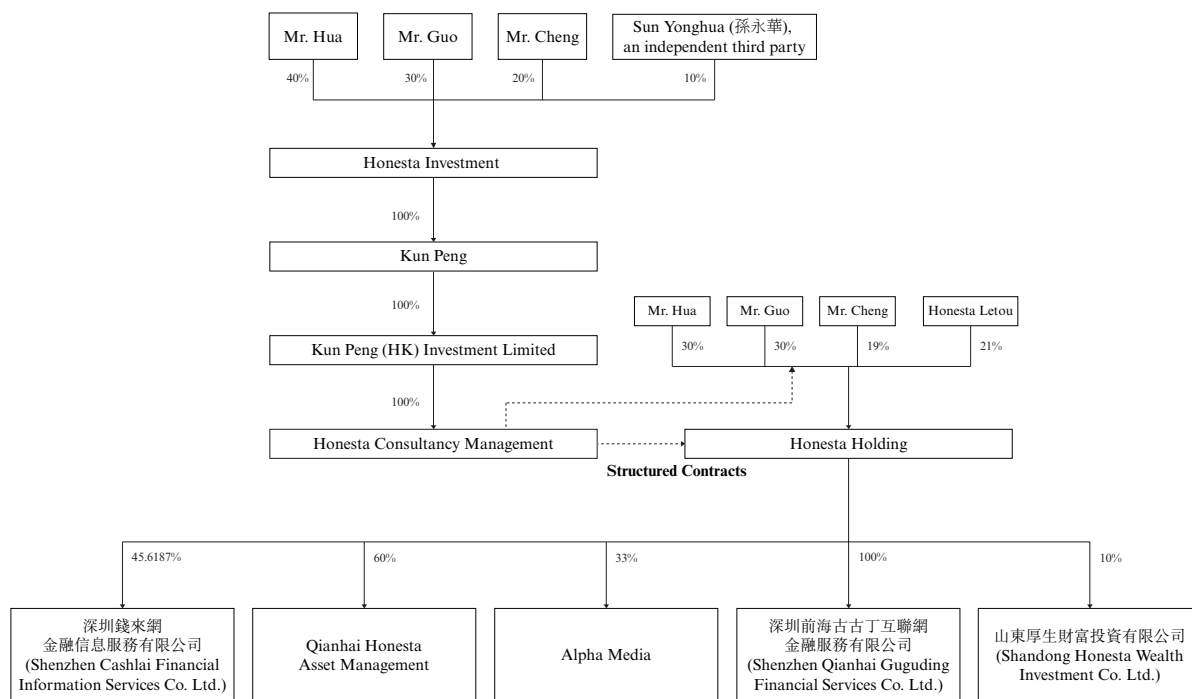 Mr. Hua
Mr. Guo
Mr. Cheng
Sun Yonghua (孫永華),
an independent third party
40%
30%
20%
10%
Honesta Investment
100%
Kun Peng
100%
Kun Peng (HK) Investment Limited
100%
Honesta Consultancy Management
Mr. Hua
Mr. Guo
Mr. Cheng
Honesta Letou
30%
30%
19%
21%
Honesta Holding
Structured Contracts
45.6187%
60%
33%
100%
10%
深圳錢來網
金融信息服務有限公司
(Shenzhen Cashlai Financial
Information Services Co. Ltd.)
Qianhai Honesta
Asset Management
Alpha Media
深圳前海古古丁互聯網
金融服務有限公司
(Shenzhen Qianhai Guguding
Financial Services Co. Ltd.)
山東厚生財富投資有限公司
(Shandong Honesta Wealth
Investment Co. Ltd.)